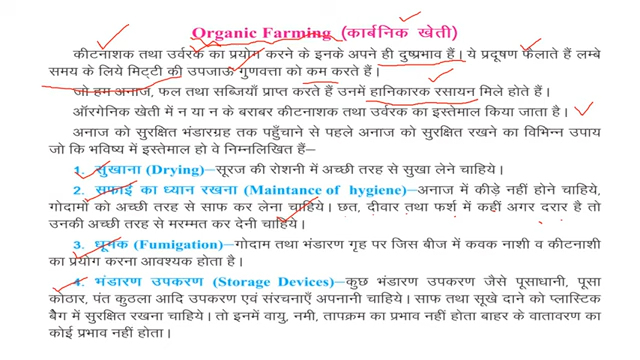 Organic Farming (कार्बनिक खेती)
कीटनाशक तथा उर्वरक का प्रयोग करने के इनके अपने ही दुष्प्रभाव हैं। ये प्रदूषण फैलाते हैं लम्बे
समय के लिये मिट्टी की उपजाऊ गुणवत्ता को कम करते हैं।
जो हम अनाज, फल तथा सब्जियाँ प्राप्त करते हैं उनमें हानिकारक रसायन मिले होते हैं।
ऑरगेनिक खेती में न या न के बराबर कीटनाशक तथा उर्वरक का इस्तेमाल किया जाता है।
अनाज को सुरक्षित भंडारग्रह तक पहुँचाने से पहले अनाज को सुरक्षित रखने का विभिन्न उपाय
जो कि भविष्य में इस्तेमाल हो वे निम्नलिखित हैं–
1. सुखाना (Drying)– सूरज की रोशनी में अच्छी तरह से सुखा लेने चाहिये।
2. सफाई का ध्यान रखना (Maintance of hygiene)– अनाज में कीड़े नहीं होने चाहिये,
गोदामों को अच्छी तरह से साफ कर लेना चाहिये। छत, दीवार तथा फर्श में कहीं अगर दरार है तो
उनकी अच्छी तरह से मरम्मत कर देनी चाहिये।
3. धूमक (Fumigation)– गोदाम तथा भंडारण गृह पर जिस बीज में कवक नाशी व कीटनाशी
का प्रयोग करना आवश्यक होता है।
4. भंडारण उपकरण (Storage Devices)– कुछ भंडारण उपकरण जैसे पूसाधानी, पूसा
कोठार, पंत कुठला आदि उपकरण एवं संरचनाएँ अपनानी चाहिये। साफ तथा सूखे दाने को प्लास्टिक
बैग में सुरक्षित रखना चाहिये। तो इनमें वायु, नमी, तापक्रम का प्रभाव नहीं होता बाहर के वातावरण का
कोई प्रभाव नहीं होता।